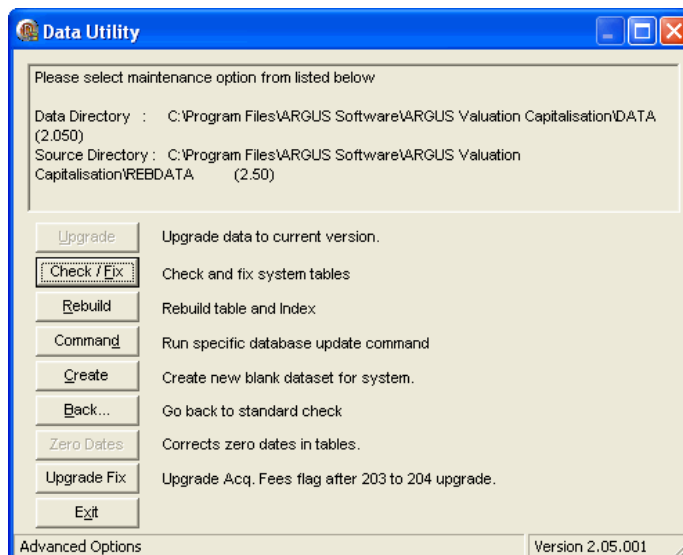 Data Utility
Please select maintenance option from listed below
Data Directory : C:\Program Files\ARGUS Software\ARGUS Valuation Capitalisation\DATA
(2.050)
Source Directory : C:\Program Files\ARGUS Software\ARGUS Valuation
Capitalisation\REBDATA (2.50)
Upgrade Upgrade data to current version.
Check / Fix Check and fix system tables
Rebuild Rebuild table and Index
Command Run specific database update command
Create Create new blank dataset for system.
Back... Go back to standard check
Zero Dates Corrects zero dates in tables.
Upgrade Fix Upgrade Acq. Fees flag after 203 to 204 upgrade.
Exit
Advanced Options Version 2.05.001